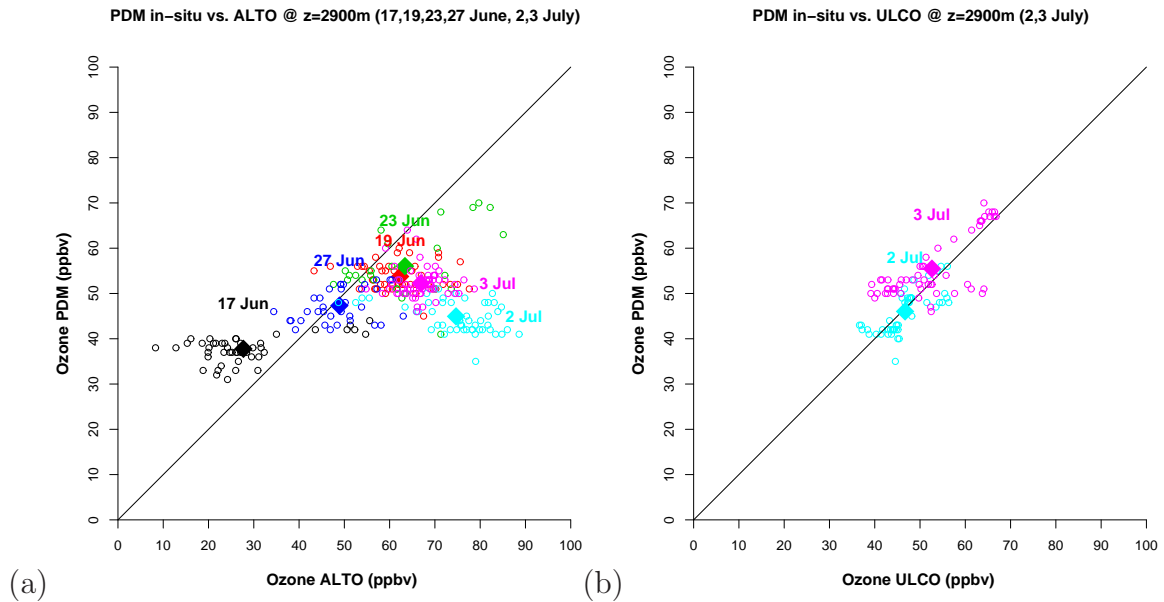 PDM in-situ vs. ALTO @ z=2900m (17,19,23,27 June, 2,3 July)
100
90
80
70
60
50
40
30
20
10
0
Ozone PDM (ppbv)
23 Jun
19 Jun
27 Jun
3 Jul
17 Jun
2 Jul
0 10 20 30 40 50 60 70 80 90 100
Ozone ALTO (ppbv)
(a)
PDM in-situ vs. ULCO @ z=2900m (2,3 July)
100
90
80
70
60
50
40
30
20
10
0
Ozone PDM (ppbv)
3 Jul
2 Jul
0 10 20 30 40 50 60 70 80 90 100
Ozone ULCO (ppbv)
(b)